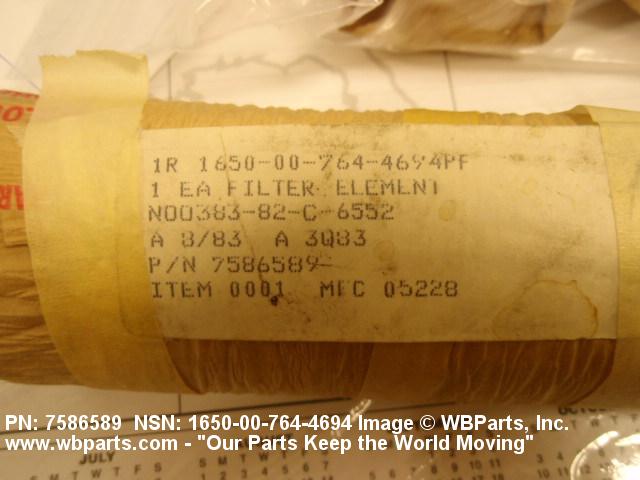 1R 1650-00-764-4694PF
1 EA FILTER ELEMENT
N00383-82-C-6552
A 8/83 A 3Q83
P/N 7586589
ITEM 0001 MFC 05228
PN: 7586589 NSN: 1650-00-764-4694 Image © WBParts, Inc.
www.wbparts.com - "Our Parts Keep the World Moving"
JULY